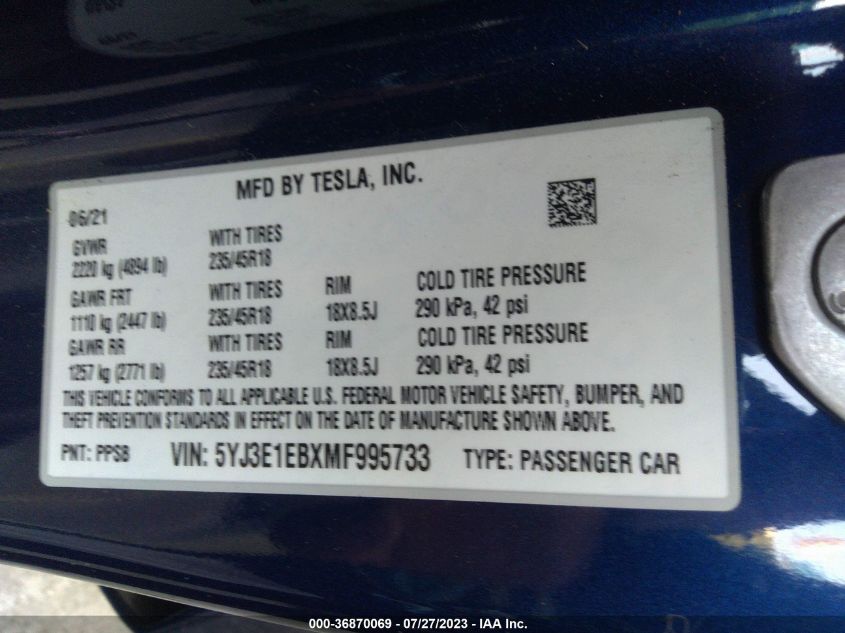 MFD BY TESLA, INC.
06/21
GVWR WITH TIRES
2220 kg (4894 lb) 235/45R18
GAWR FRT WITH TIRES RIM COLD TIRE PRESSURE
1110 kg (2447 lb) 235/45R18 18X8.5J 290 kPa, 42 psi
GAWR RR WITH TIRES RIM COLD TIRE PRESSURE
1257 kg (2771 lb) 235/45R18 18X8.5J 290 kPa, 42 psi
THIS VEHICLE CONFORMS TO ALL APPLICABLE U.S. FEDERAL MOTOR VEHICLE SAFETY, BUMPER, AND
THEFT PREVENTION STANDARDS IN EFFECT ON THE DATE OF MANUFACTURE SHOWN ABOVE.
PNT: PPSB VIN: 5YJ3E1EBXMF995733 TYPE: PASSENGER CAR
000-36870069 / 07/27/2023 / IAA Inc.